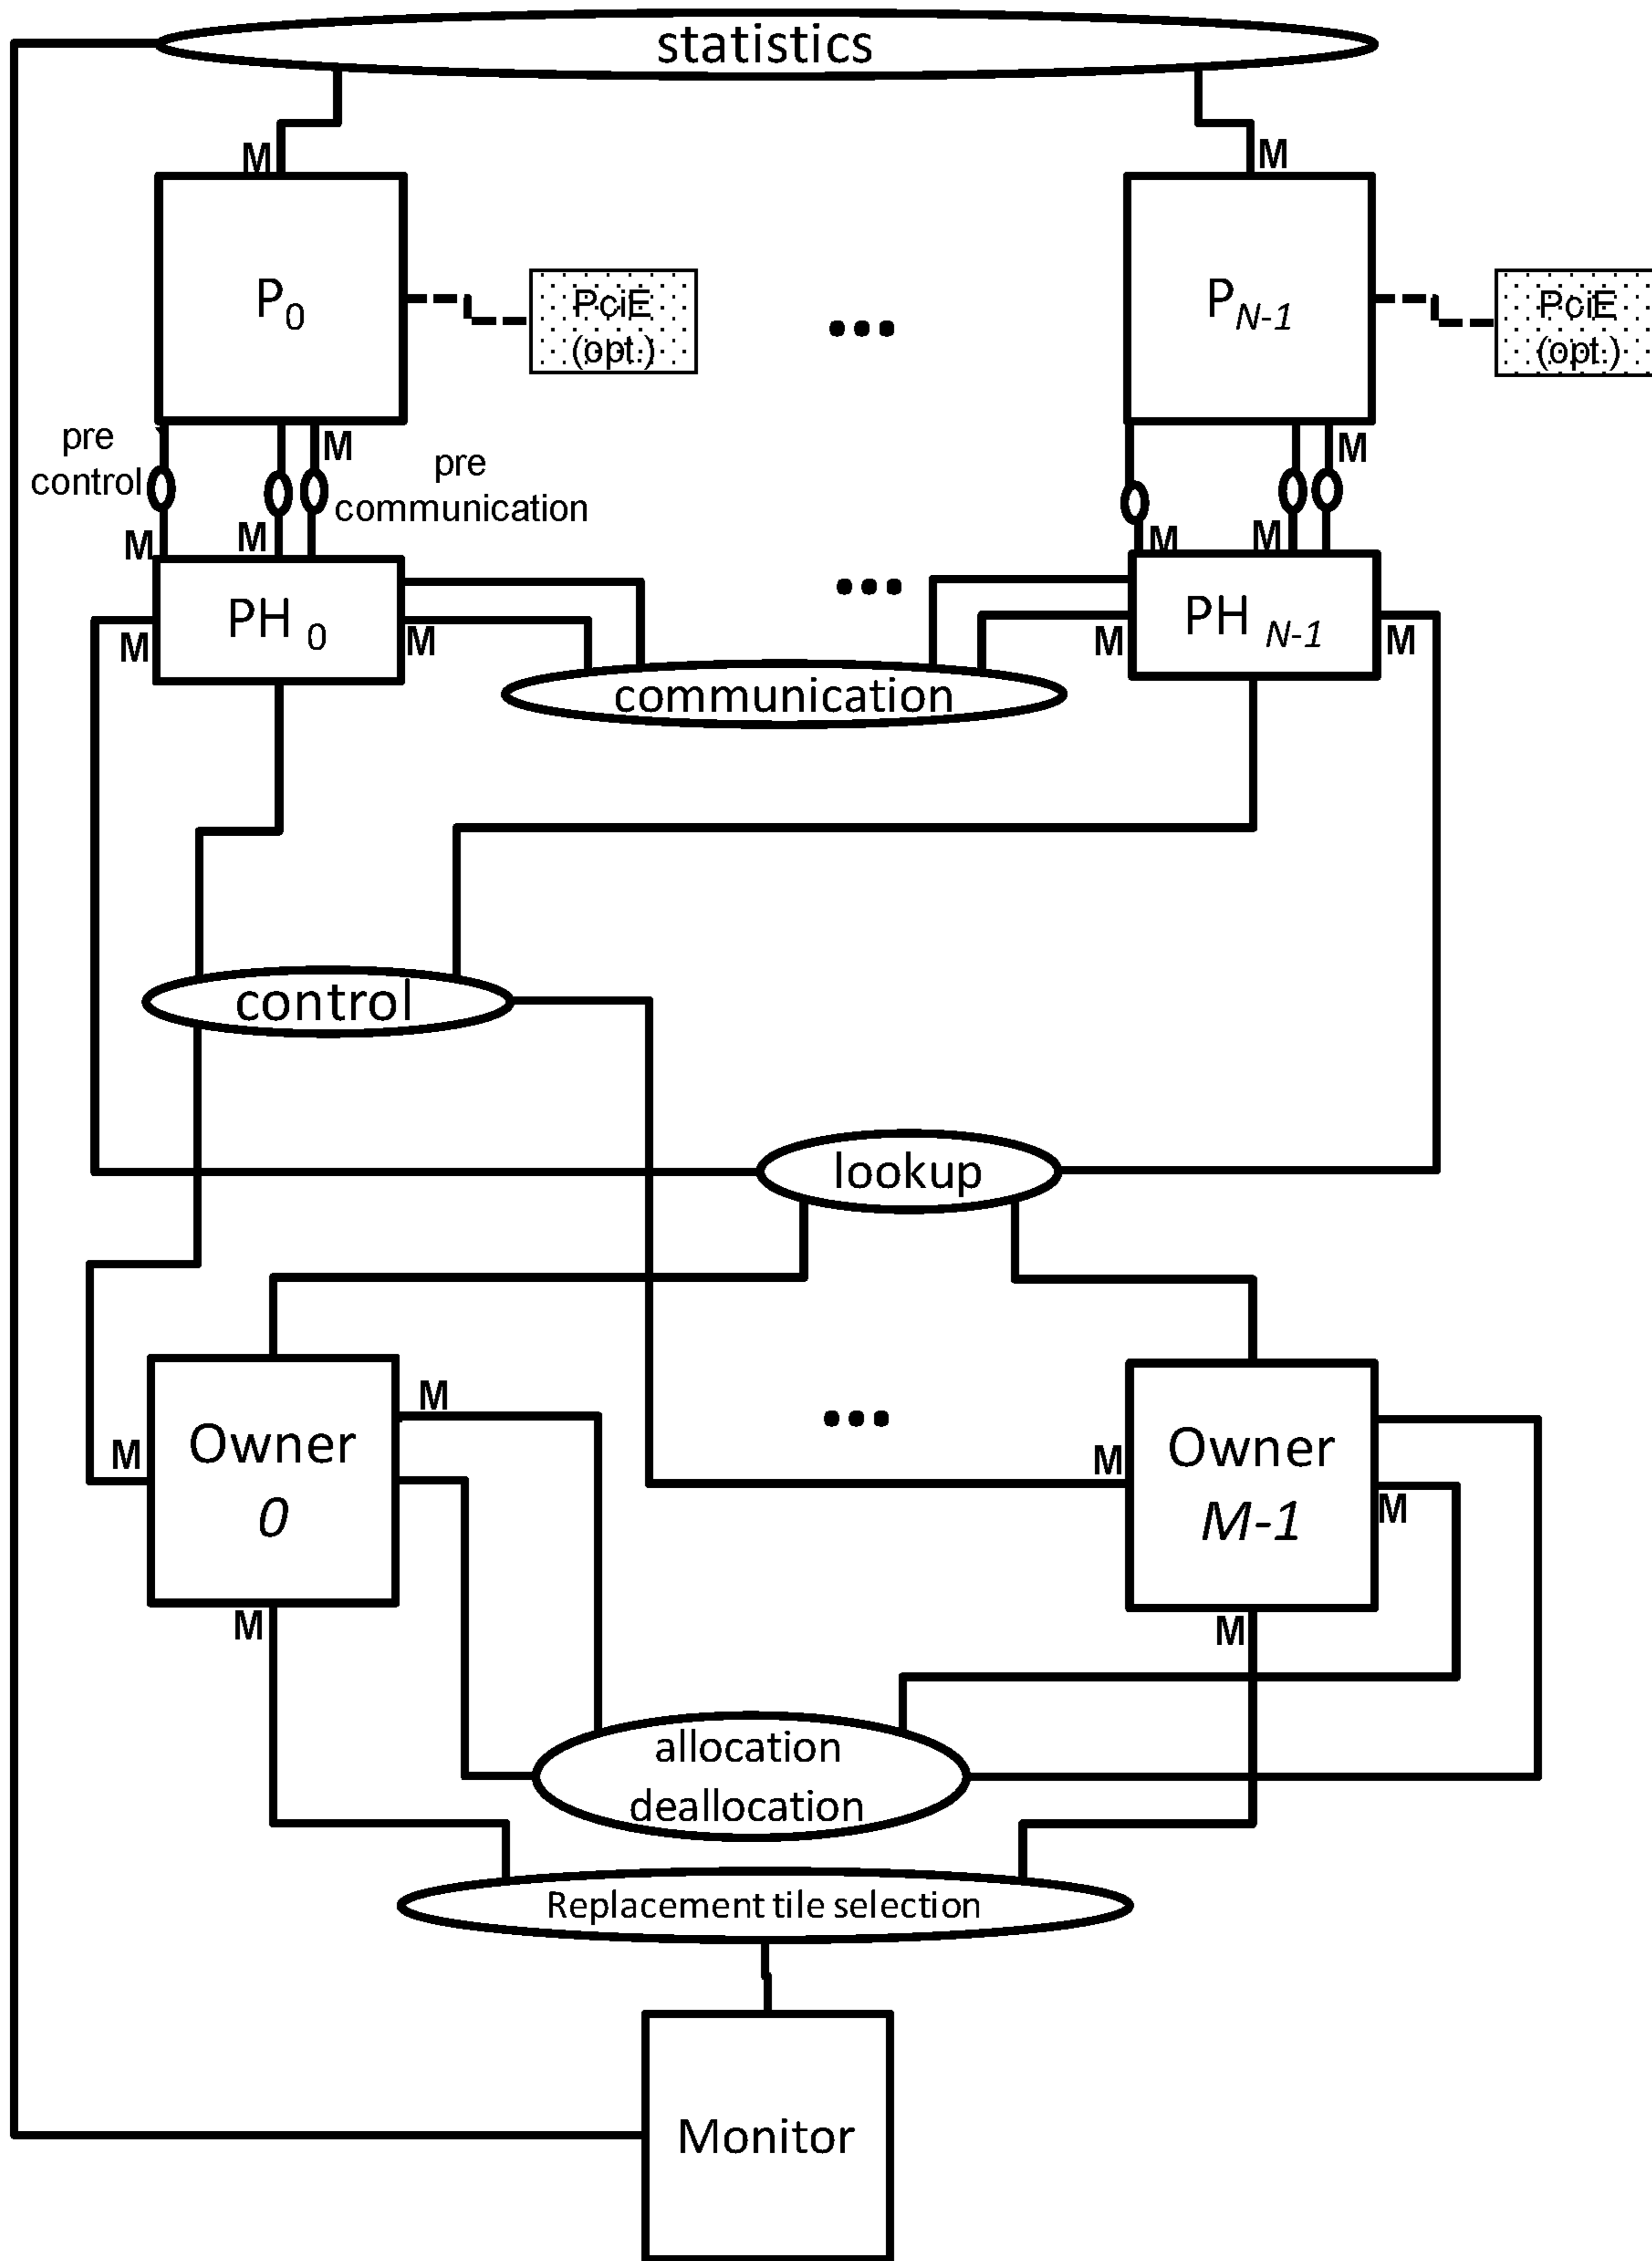 statistics
M
M
P0
PciE
(opt.)
...
PN-1
PciE
(opt.)
pre
control
M
pre
communication
M
M
M
M
M
PH 0
...
PH N-1
M
M
M
M
communication
control
lookup
M
Owner
0
M
...
M
Owner
M-1
M
M
M
allocation
deallocation
Replacement tile selection
Monitor